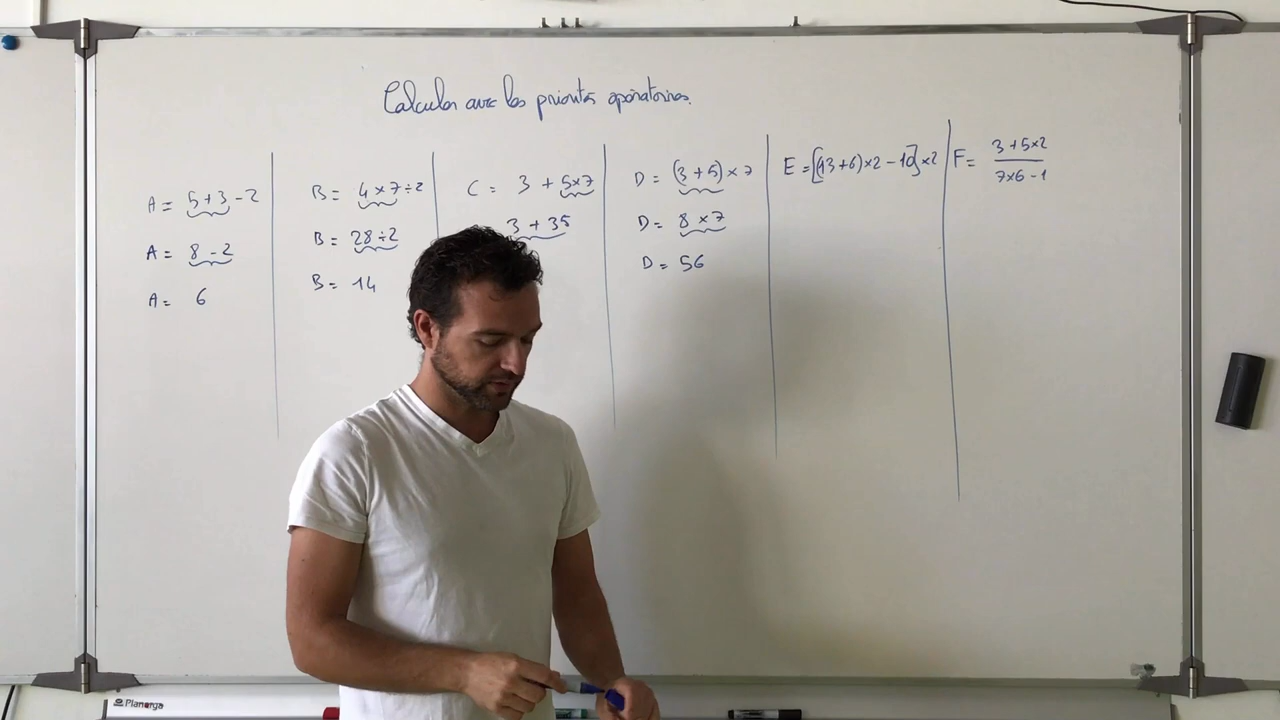 Calculer avec les priorités opératoires.
A = 5 + 3 - 2
A = 8 - 2
A = 6
B = 4 × 7 ÷ 2
B = 28 ÷ 2
B = 14
C = 3 + 5×7
3 + 35
D = (3 + 5) × 7
D = 8 × 7
D = 56
E = [(13+6)×2 - 10]×2
F = 3 + 5×2
7×6 - 1
Planorga